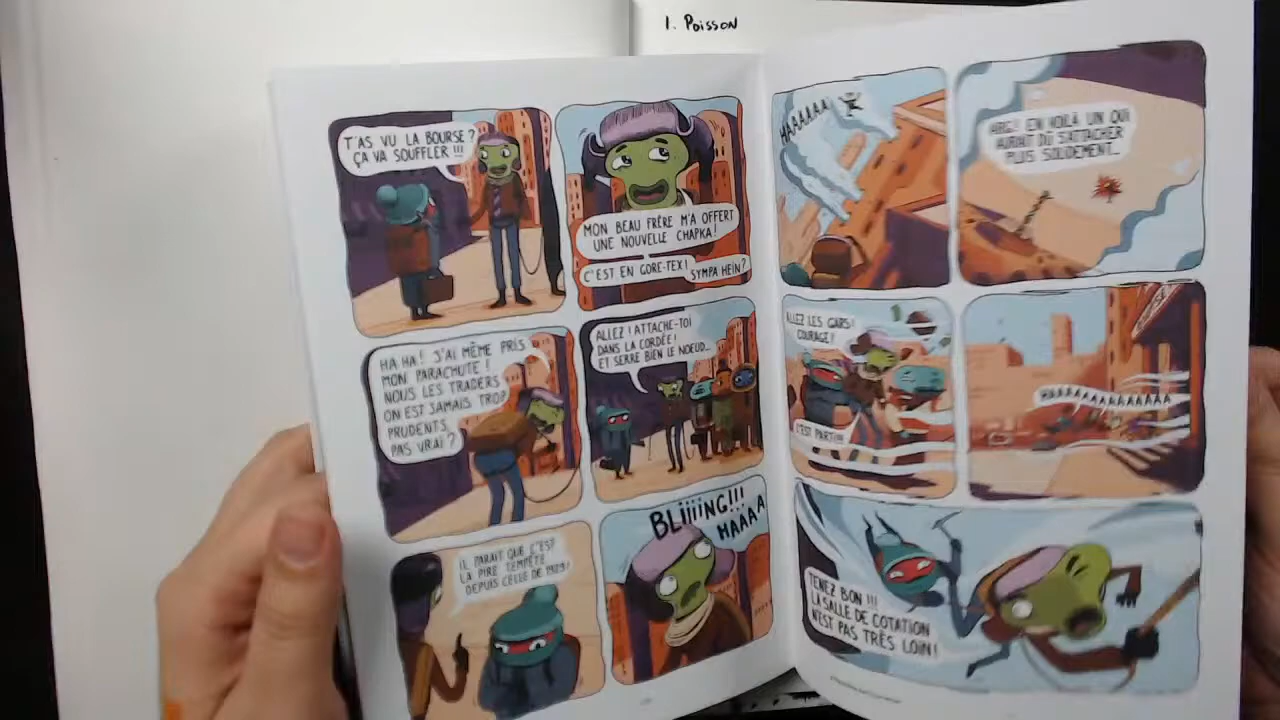 1. Poisson
T'AS VU LA BOURSE ?
ÇA VA SOUFFLER !!!
MON BEAU FRÈRE M'A OFFERT
UNE NOUVELLE CHAPKA !
C'EST EN GORE-TEX !
SYMPA HEIN ?
HA HA ! J'AI MÊME PRIS
MON PARACHUTE !
NOUS LES TRADERS
ON EST JAMAIS TROP
PRUDENTS,
PAS VRAI ?
ALLEZ ! ATTACHE-TOI
DANS LA CORDÉE !
ET SERRE BIEN LE NOEUD...
IL PARAIT QUE C'EST
LA PIRE TEMPÊTE
DEPUIS CELLE DE 1929 !
BLiiiiNG!!!
HAAAA
HAAAAAA
ARG ! EN VOILÀ UN QUI
AURAIT DÛ S'ATTACHER
PLUS SOLIDEMENT...
ALLEZ LES GARS !
COURAGE !
C'EST PARTI !!!
HAAAAAAAAAAAAAA
TENEZ BON !!!
LA SALLE DE COTATION
N'EST PAS TRÈS LOIN !